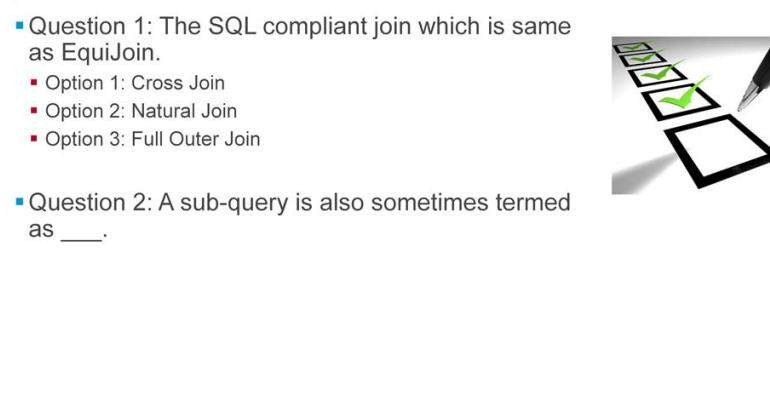 Question 1: The SQL compliant join which is same
as EquiJoin.
Option 1: Cross Join
Option 2: Natural Join
Option 3: Full Outer Join
Question 2: A sub-query is also sometimes termed
as ___.